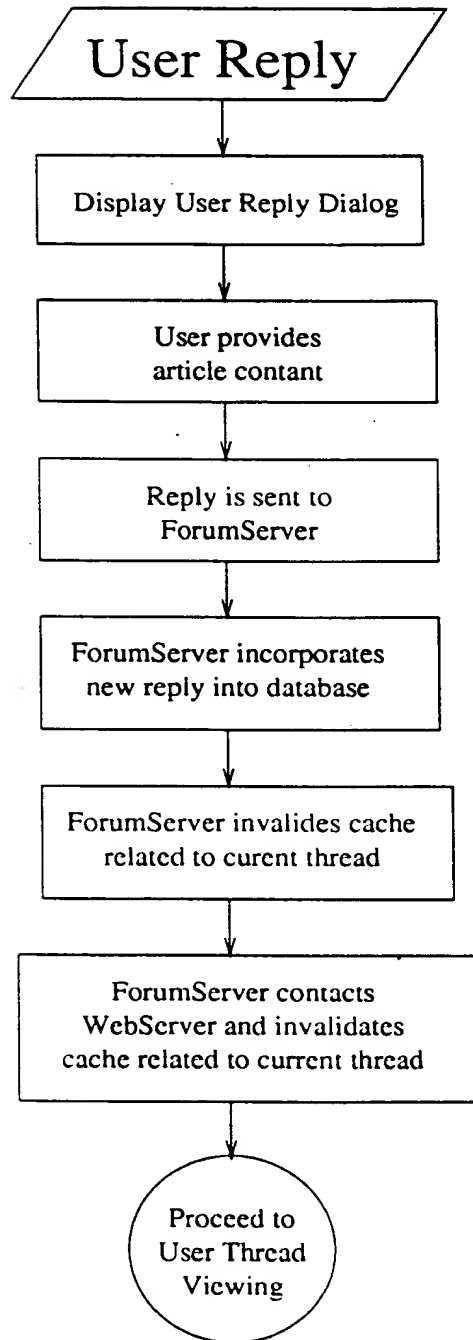 User Reply
Display User Reply Dialog
User provides
article contant
Reply is sent to
ForumServer
ForumServer incorporates
new reply into database
ForumServer invalides cache
related to curent thread
ForumServer contacts
WebServer and invalidates
cache related to current thread
Proceed to
User Thread
Viewing